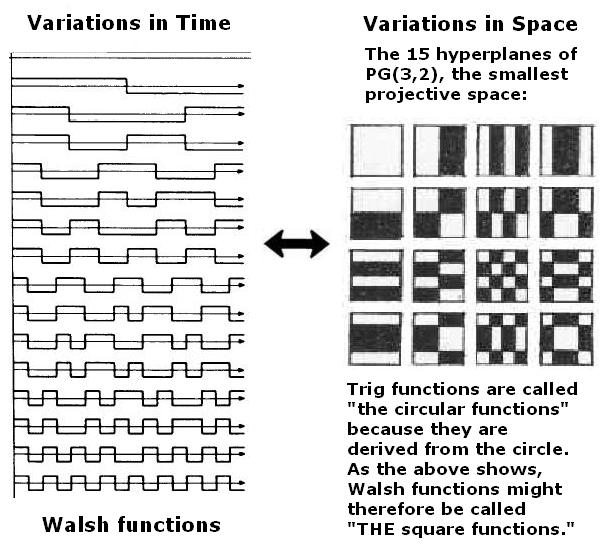 Variations in Time
Walsh functions
Variations in Space
The 15 hyperplanes of
PG(3,2), the smallest
projective space:
Trig functions are called
"the circular functions"
because they are
derived from the circle.
As the above shows,
Walsh functions might
therefore be called
"THE square functions."